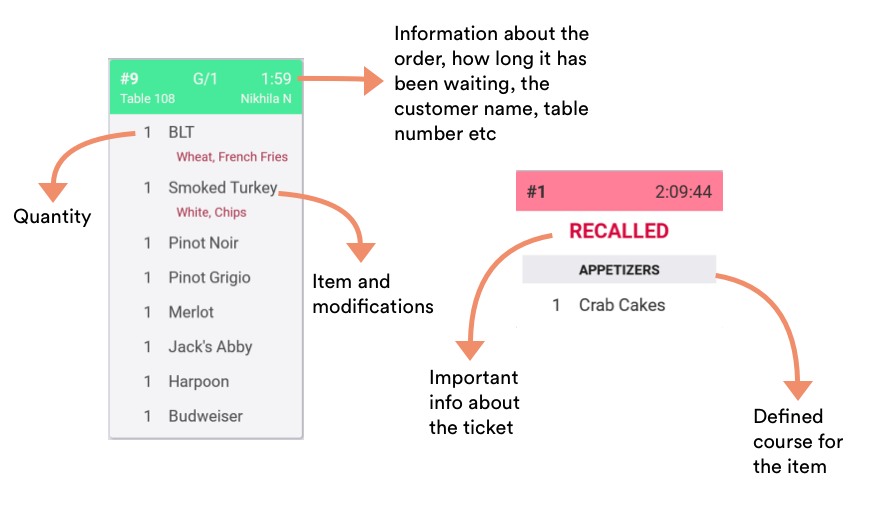 Information about the
order, how long it has
been waiting, the
customer name, table
number etc
#9 G/1 1:59
Table 108 Nikhila N
1 BLT
Wheat, French Fries
1 Smoked Turkey
White, Chips
1 Pinot Noir
1 Pinot Grigio
1 Merlot
1 Jack's Abby
1 Harpoon
1 Budweiser
Quantity
Item and
modifications
#1 2:09:44
RECALLED
APPETIZERS
1 Crab Cakes
Important
info about
the ticket
Defined
course for
the item